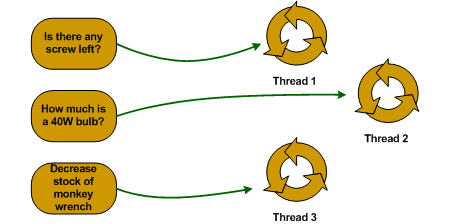 Is there any
screw left?
Thread 1
How much is
a 40W bulb?
Thread 2
Decrease
stock of
monkey
wrench
Thread 3